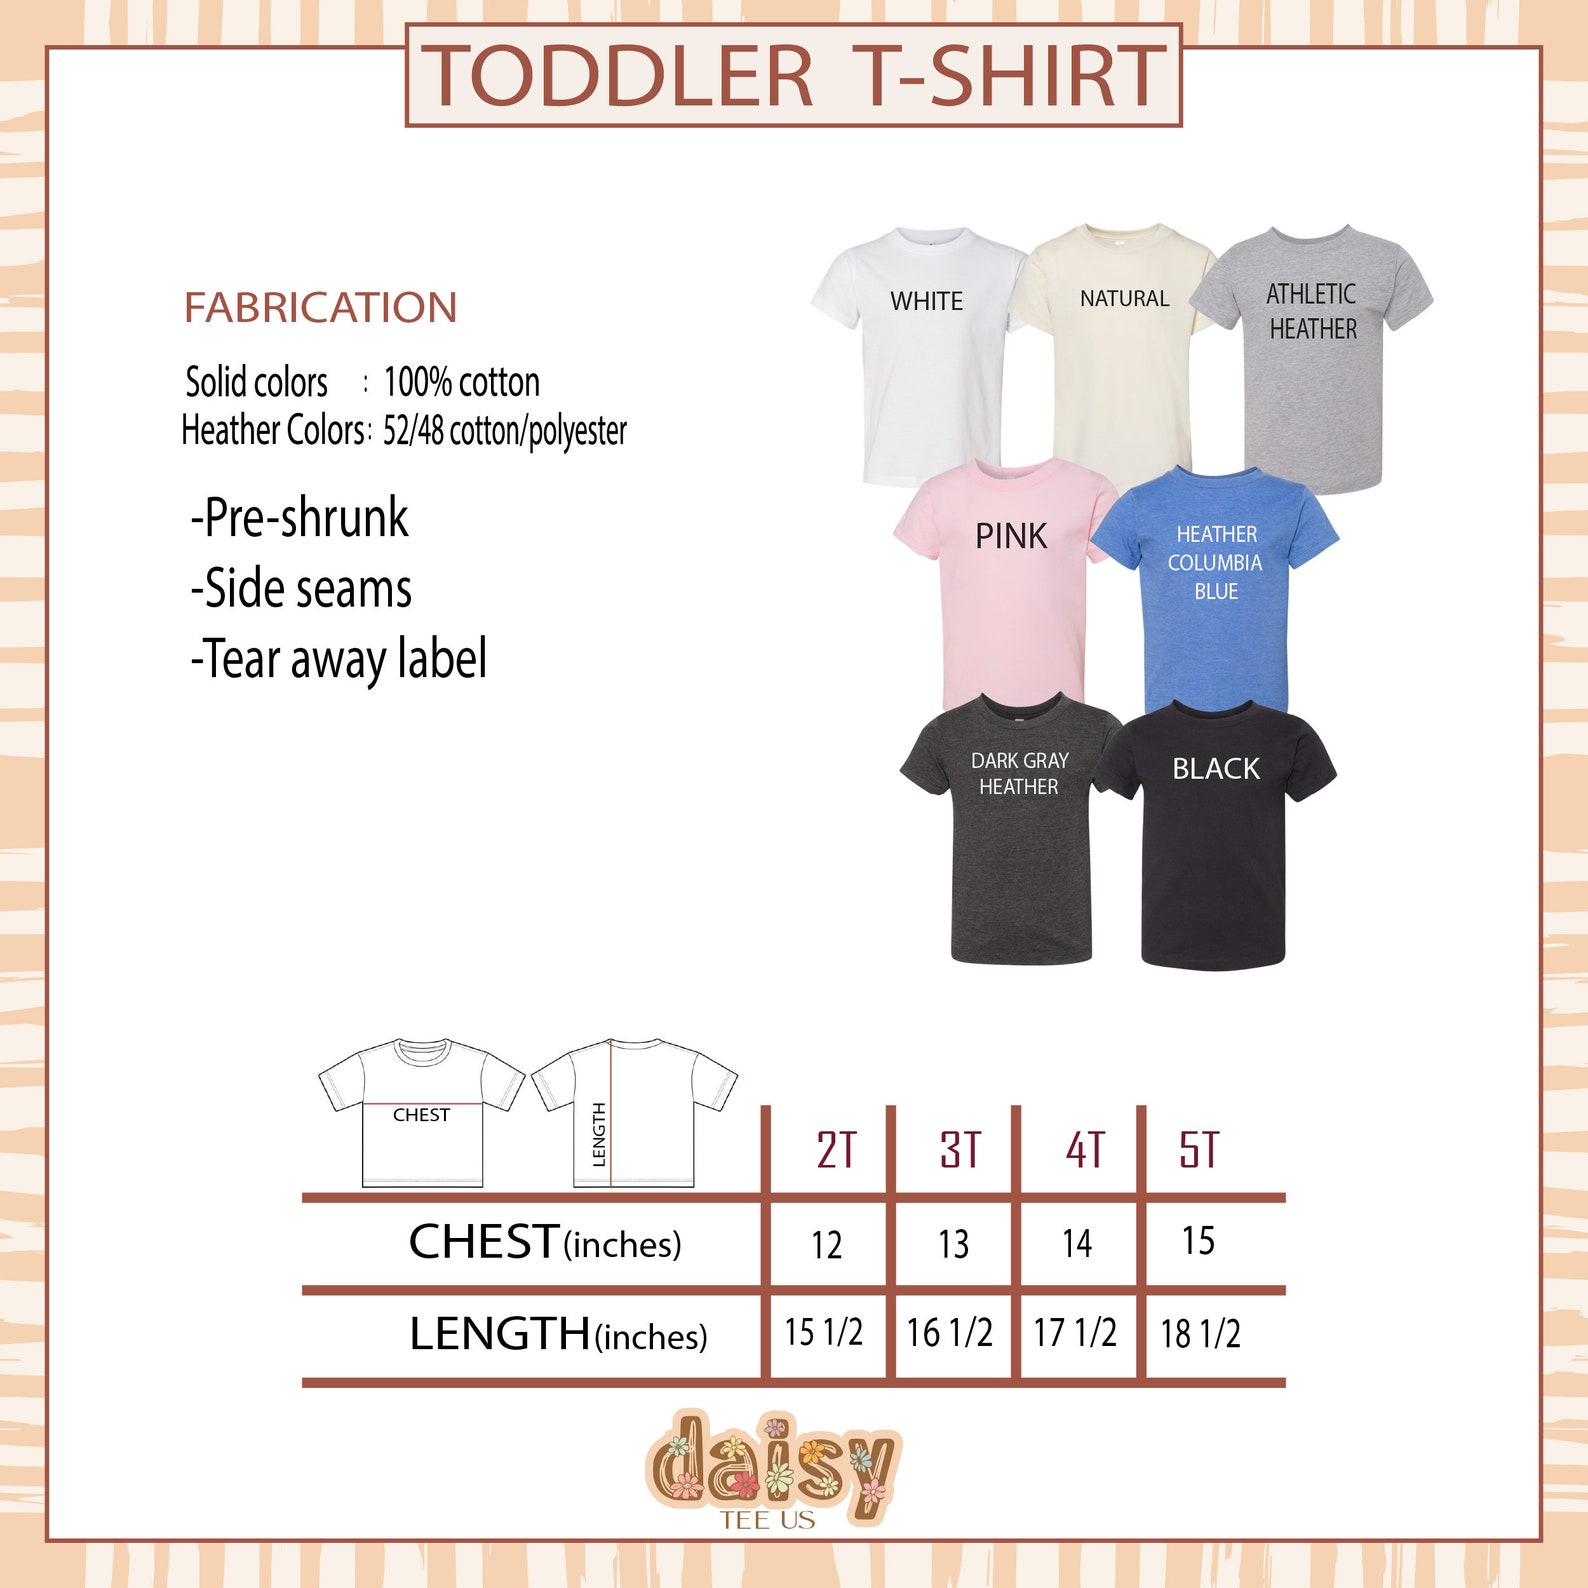 TODDLER T-SHIRT
FABRICATION
Solid colors : 100% cotton
Heather Colors: 52/48 cotton/polyester
-Pre-shrunk
-Side seams
-Tear away label
WHITE
NATURAL
ATHLETIC
HEATHER
PINK
HEATHER
COLUMBIA
BLUE
DARK GRAY
HEATHER
BLACK
CHEST
LENGTH
2T 3T 4T 5T
CHEST(inches) 12 13 14 15
LENGTH(inches) 15 1/2 16 1/2 17 1/2 18 1/2
daisy
TEE US